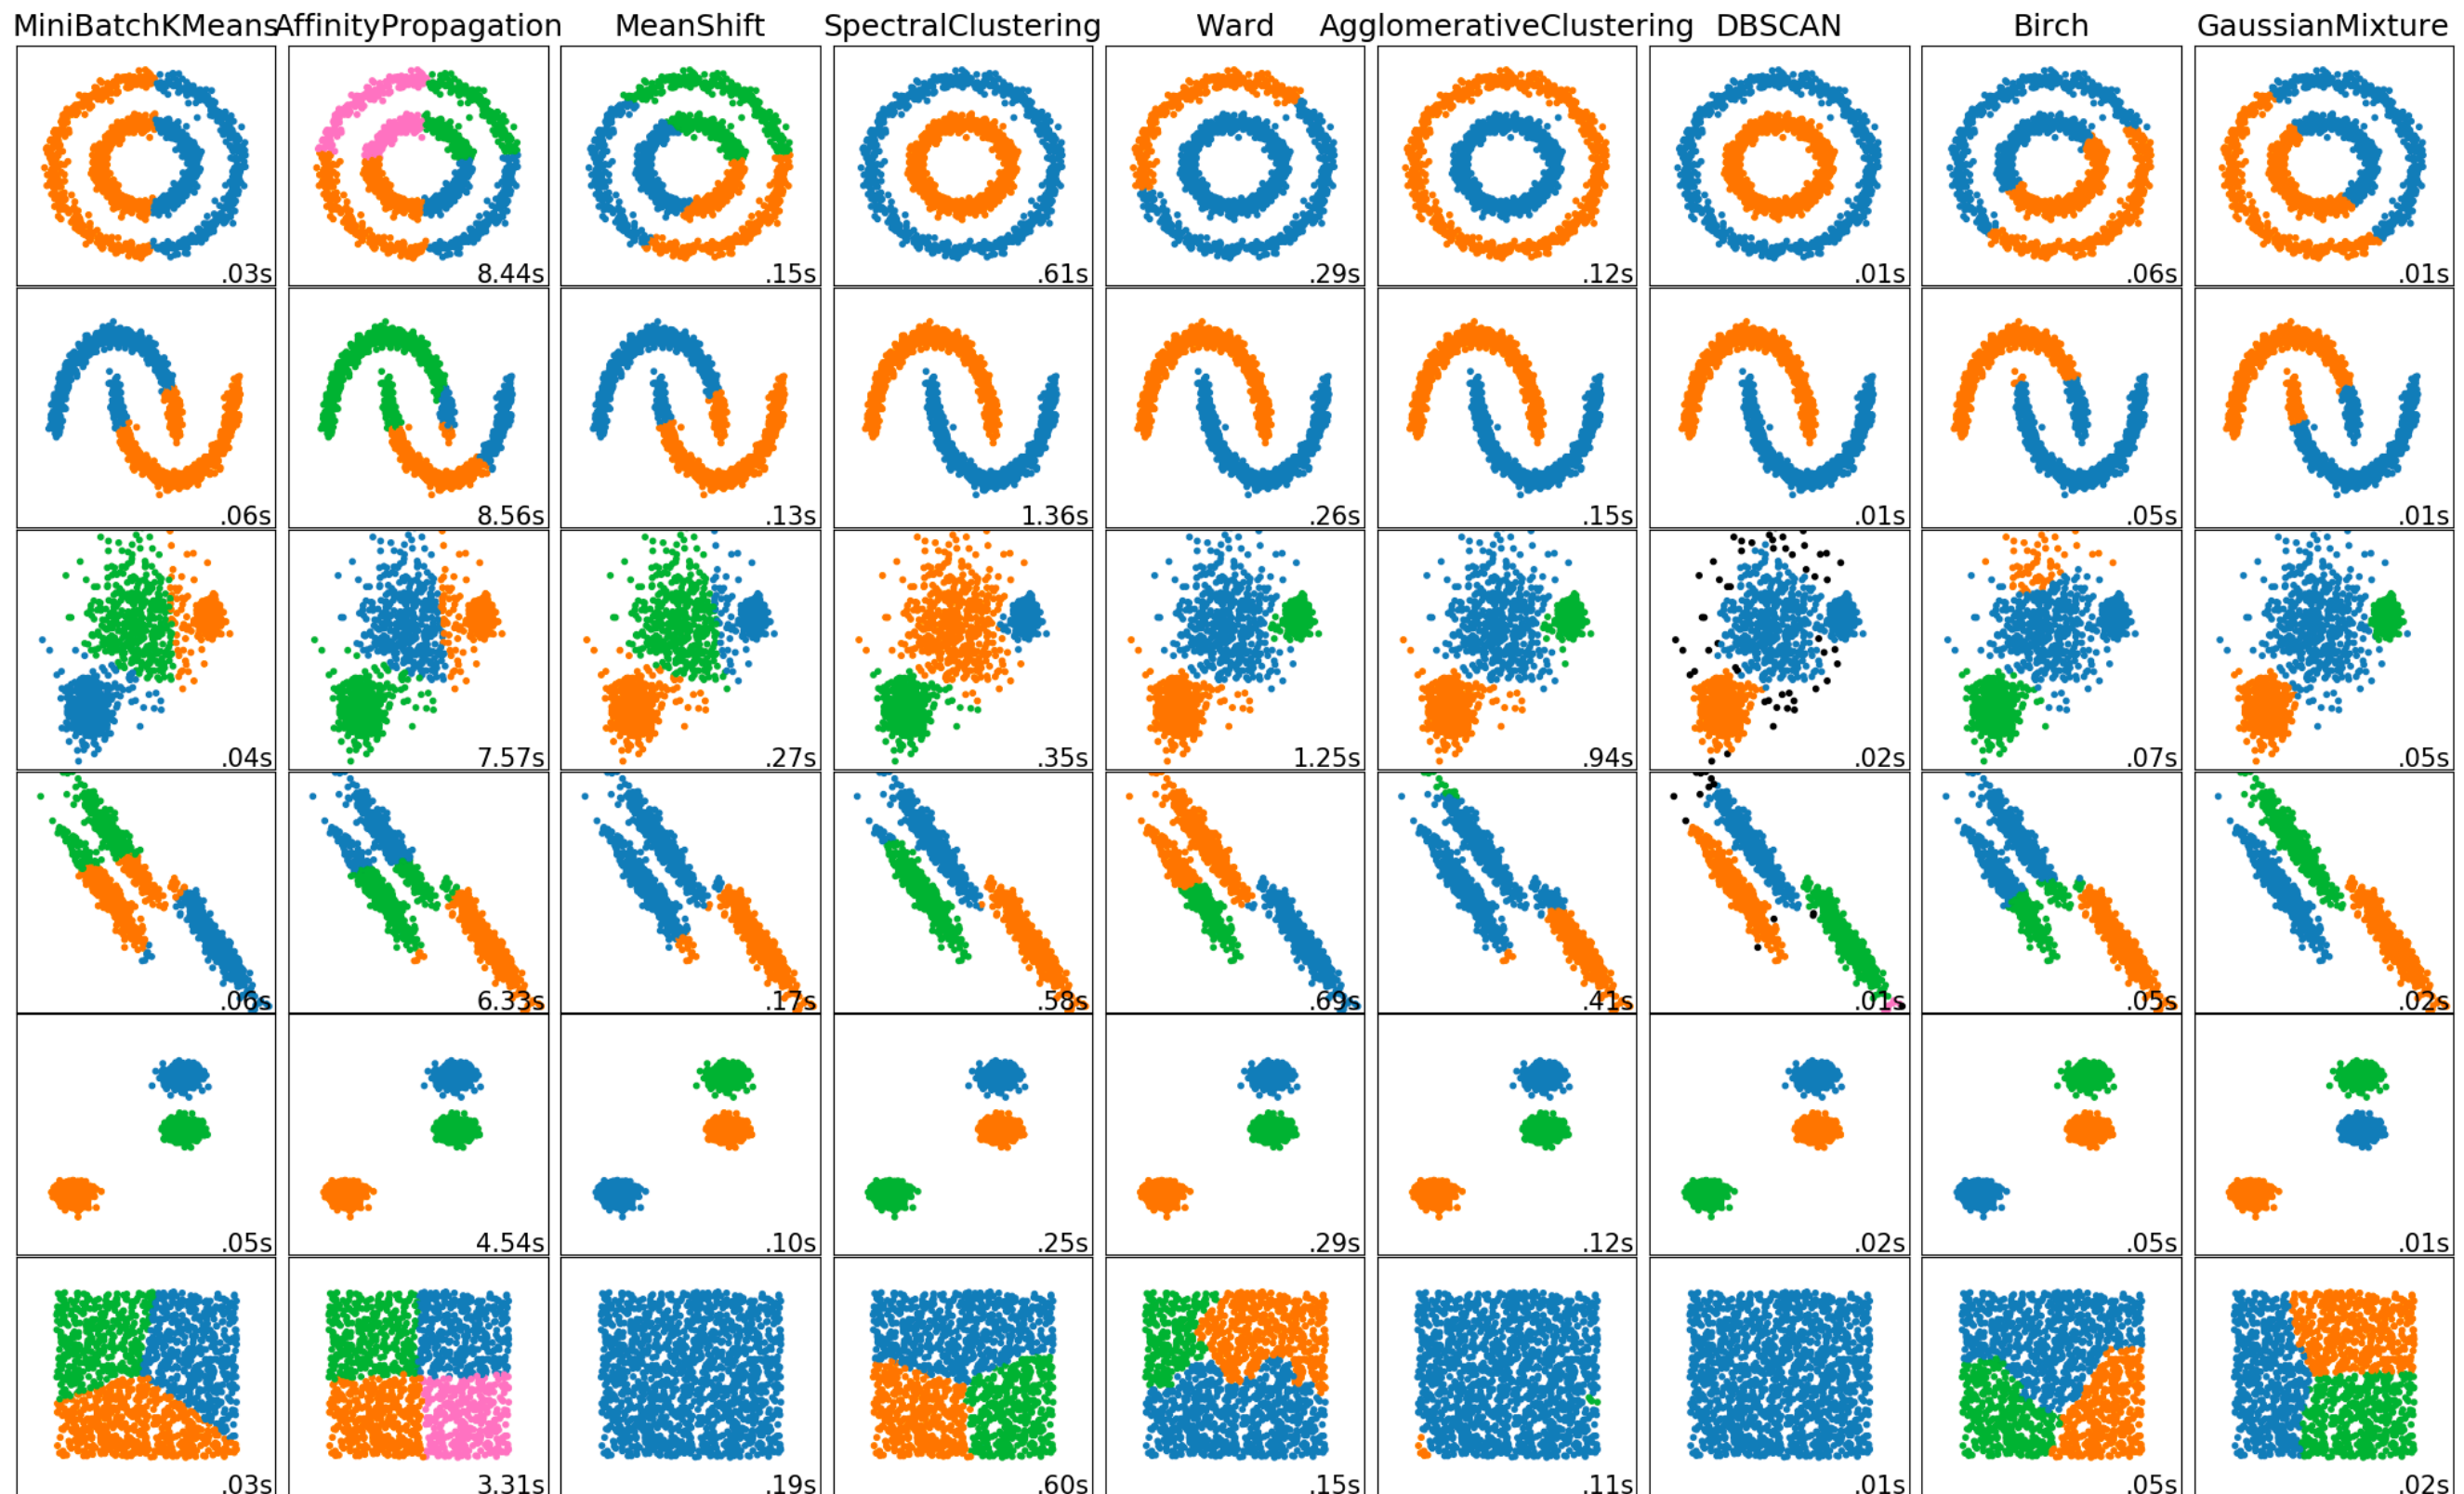 MiniBatchKMeans AffinityPropagation MeanShift SpectralClustering Ward AgglomerativeClustering DBSCAN Birch GaussianMixture
.03s 8.44s .15s .61s .29s .12s .01s .06s .01s
.06s 8.56s .13s 1.36s .26s .15s .01s .05s .01s
.04s 7.57s .27s .35s 1.25s .94s .02s .07s .05s
.06s 6.33s .17s .58s .69s .41s .01s .05s .02s
.05s 4.54s .10s .25s .29s .12s .02s .05s .01s
.03s 3.31s .19s .60s .15s .11s .01s .05s .02s